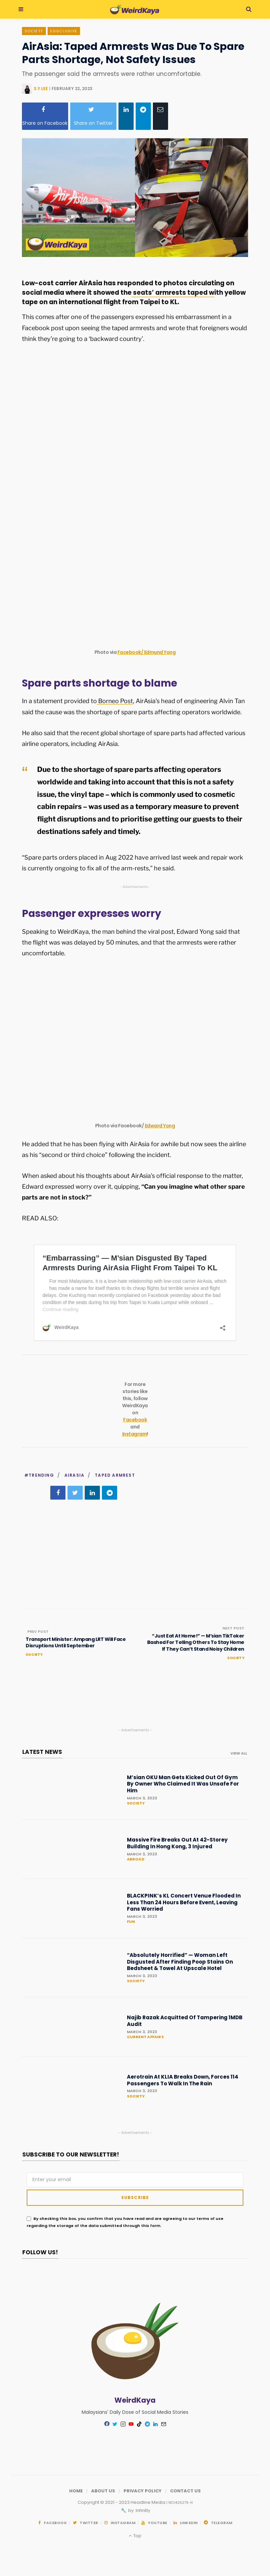 WeirdKaya
SOCIETY
EXCLUSIVE
AirAsia: Taped Armrests Was Due To Spare
Parts Shortage, Not Safety Issues
The passenger said the armrests were rather uncomfortable.
S Y LEE | FEBRUARY 22, 2023
Share on Facebook
Share on Twitter
AirAsia.com
WeirdKaya
Low-cost carrier AirAsia has responded to photos circulating on
social media where it showed the seats' armrests taped with yellow
tape on an international flight from Taipei to KL.
This comes after one of the passengers expressed his embarrassment in a
Facebook post upon seeing the taped armrests and wrote that foreigners would
think they're going to a 'backward country'.
Photo via Facebook/Edmund Yong
Spare parts shortage to blame
In a statement provided to Borneo Post, AirAsia's head of engineering Alvin Tan
said the cause was the shortage of spare parts affecting operators worldwide.
He also said that the recent global shortage of spare parts had affected various
airline operators, including AirAsia.
Due to the shortage of spare parts affecting operators
worldwide and taking into account that this is not a safety
issue, the vinyl tape – which is commonly used to cosmetic
cabin repairs – was used as a temporary measure to prevent
flight disruptions and to prioritise getting our guests to their
destinations safely and timely.
"Spare parts orders placed in Aug 2022 have arrived last week and repair work
is currently ongoing to fix all of the arm-rests," he said.
- Advertisements -
Passenger expresses worry
Speaking to WeirdKaya, the man behind the viral post, Edward Wong said that
the flight was was delayed by 50 minutes, and that the armrests were rather
uncomfortable.
Photo via Facebook/ Edward Yong
He added that he has been flying with AirAsia for awhile but now sees the airline
as his "second or third choice" following the incident.
When asked about his thoughts about AirAsia's official response to the matter,
Edward expressed worry over it, quipping, "Can you imagine what other spare
parts are not in stock?"
READ ALSO:
"Embarrassing" — M'sian Disgusted By Taped
Armrests During AirAsia Flight From Taipei To KL
For most Malaysians, it is a love-hate relationship with low-cost carrier AirAsia, which
has made the phrase 'Everyone Can Fly' a reality but is sometimes tainted by flight
delays. One Kuching man recently complained in a Facebook post about the bad
condition of the seats during his trip from Taipei to Kuala Lumpur while onboard …
Continue reading
WeirdKaya
For more
stories like
this, follow
WeirdKaya
on
Facebook
and
Instagram!
#TRENDING / AIRASIA / TAPED ARMREST
PREV POST
Transport Minister: Ampang LRT Will Face
Disruptions Until September
SOCIETY
NEXT POST
"Just Eat At Home!" — M'sian TikToker
Bashed For Telling Others To Stay Home
If They Can't Stand Noisy Children
SOCIETY
- Advertisements -
LATEST NEWS
VIEW ALL
M'sian OKU Man Gets Kicked Out Of Gym
By Owner Who Claimed It Was Unsafe For
Him
MARCH 3, 2023
SOCIETY
Massive Fire Breaks Out At 42-Storey
Building In Hong Kong, 3 Injured
MARCH 3, 2023
ABROAD
BLACKPINK's KL Concert Venue Flooded In
Less Than 24 Hours Before Event, Leaving
Fans Worried
MARCH 3, 2023
FUN
"Absolutely Horrified" — Woman Left
Disgusted After Finding Poop Stains On
Bedsheet & Towel At Upscale Hotel
MARCH 3, 2023
SOCIETY
Najib Razak Acquitted Of Tampering 1MDB
Audit
MARCH 3, 2023
CURRENT AFFAIRS
Aerotrain At KLIA Breaks Down, Forces 114
Passengers To Walk In The Rain
MARCH 3, 2023
SOCIETY
- Advertisements -
SUBSCRIBE TO OUR NEWSLETTER!
Enter your email
SUBSCRIBE
By checking this box, you confirm that you have read and are agreeing to our terms of use
regarding the storage of the data submitted through this form.
FOLLOW US!
WeirdKaya
Malaysians' Daily Dose of Social Media Stories
HOME / ABOUT US / PRIVACY POLICY / CONTACT US
FACEBOOK
TWITTER
INSTAGRAM
YOUTUBE
LINKEDIN
TELEGRAM
Top